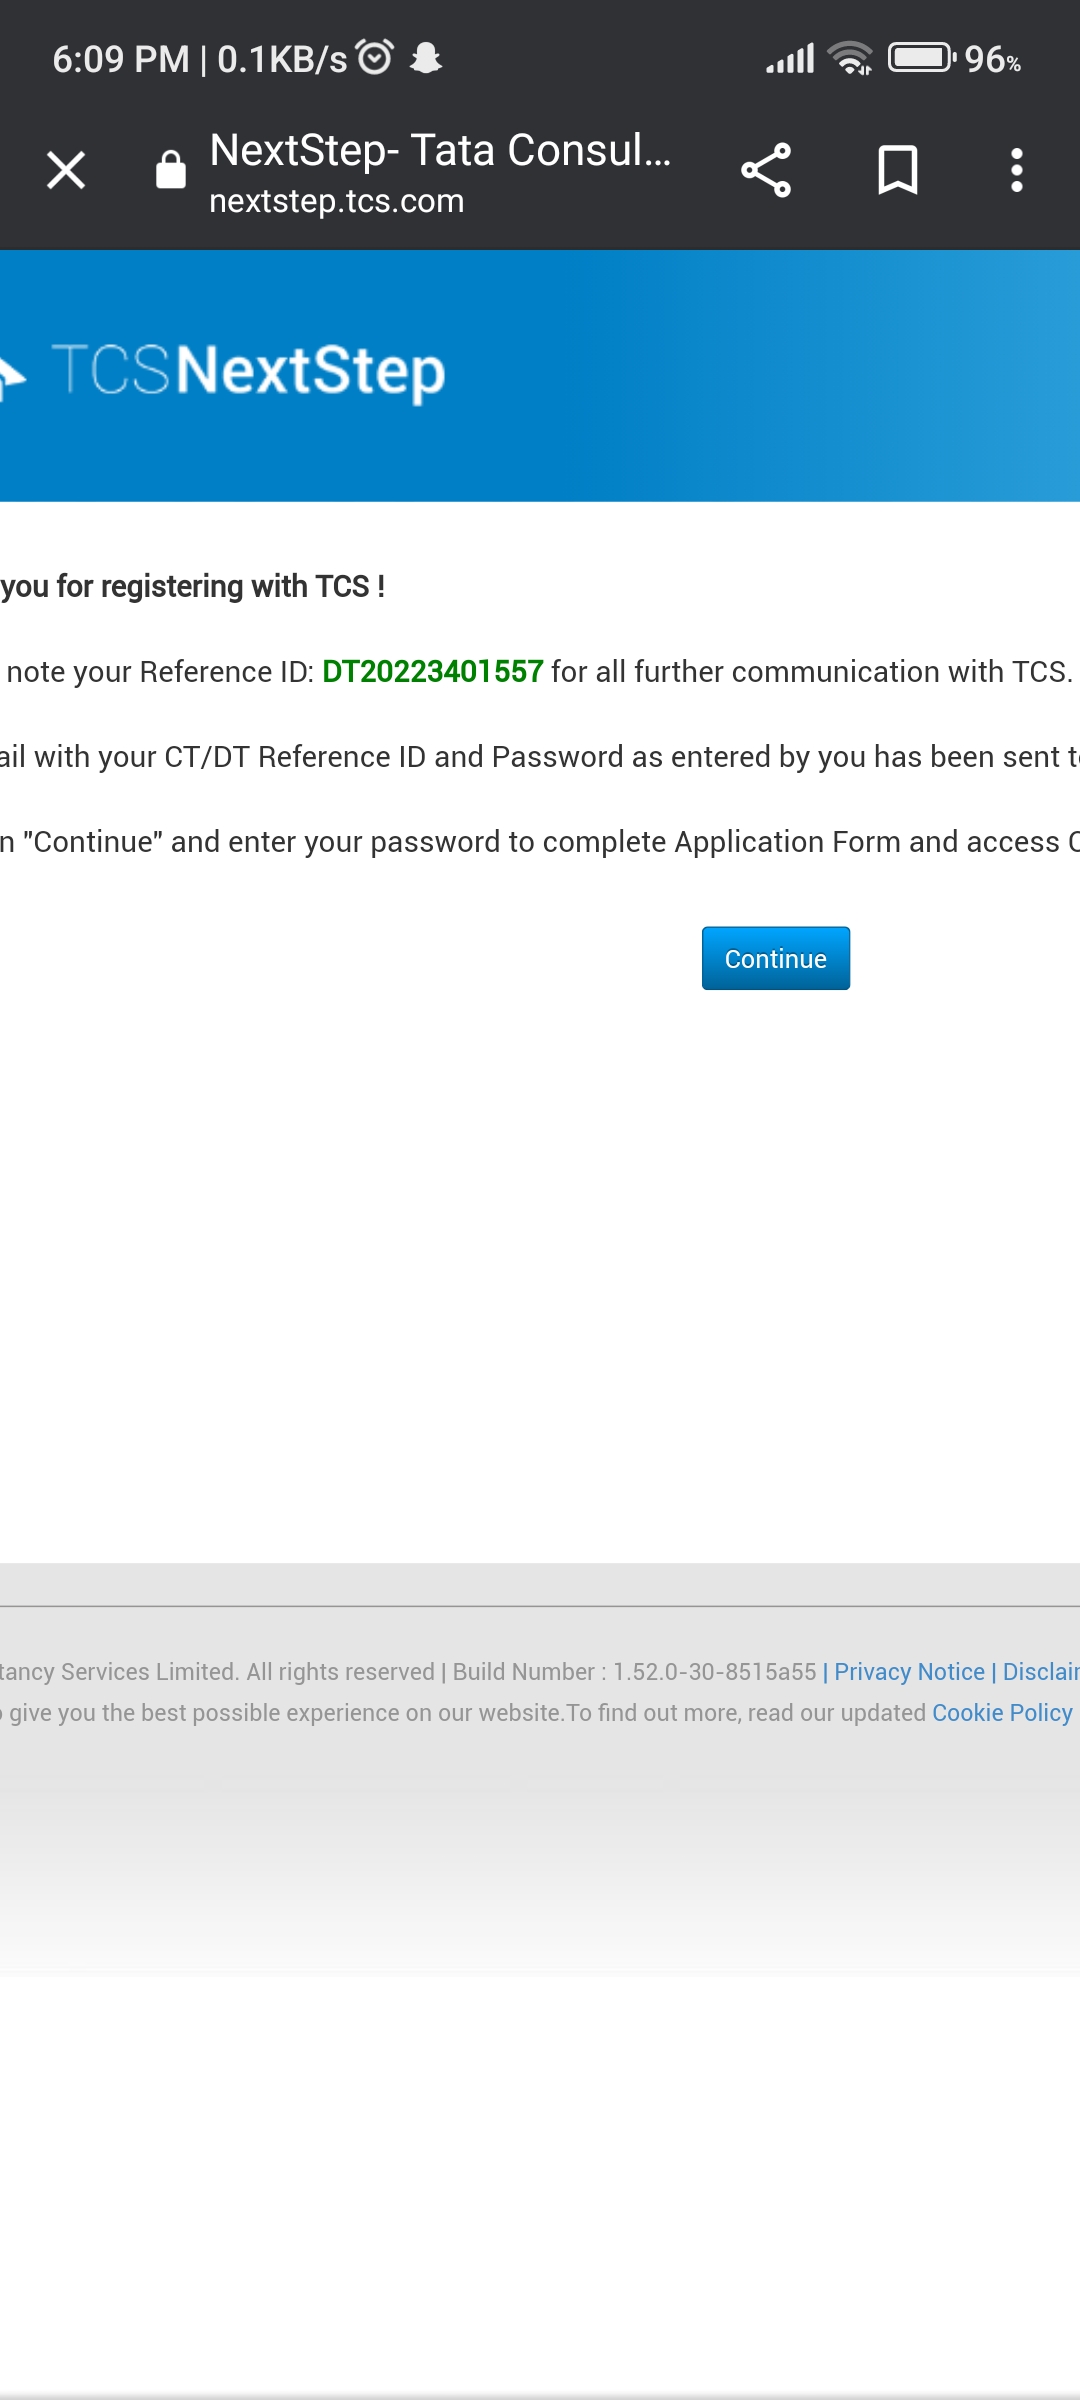 6:09 PM | 0.1KB/s 96%
NextStep- Tata Consul...
nextstep.tcs.com
TCS NextStep
you for registering with TCS !
note your Reference ID: DT20223401557 for all further communication with TCS.
ail with your CT/DT Reference ID and Password as entered by you has been sent t
n "Continue" and enter your password to complete Application Form and access
Continue
tancy Services Limited. All rights reserved | Build Number : 1.52.0-30-8515a55 | Privacy Notice | Disclai
give you the best possible experience on our website.To find out more, read our updated Cookie Policy